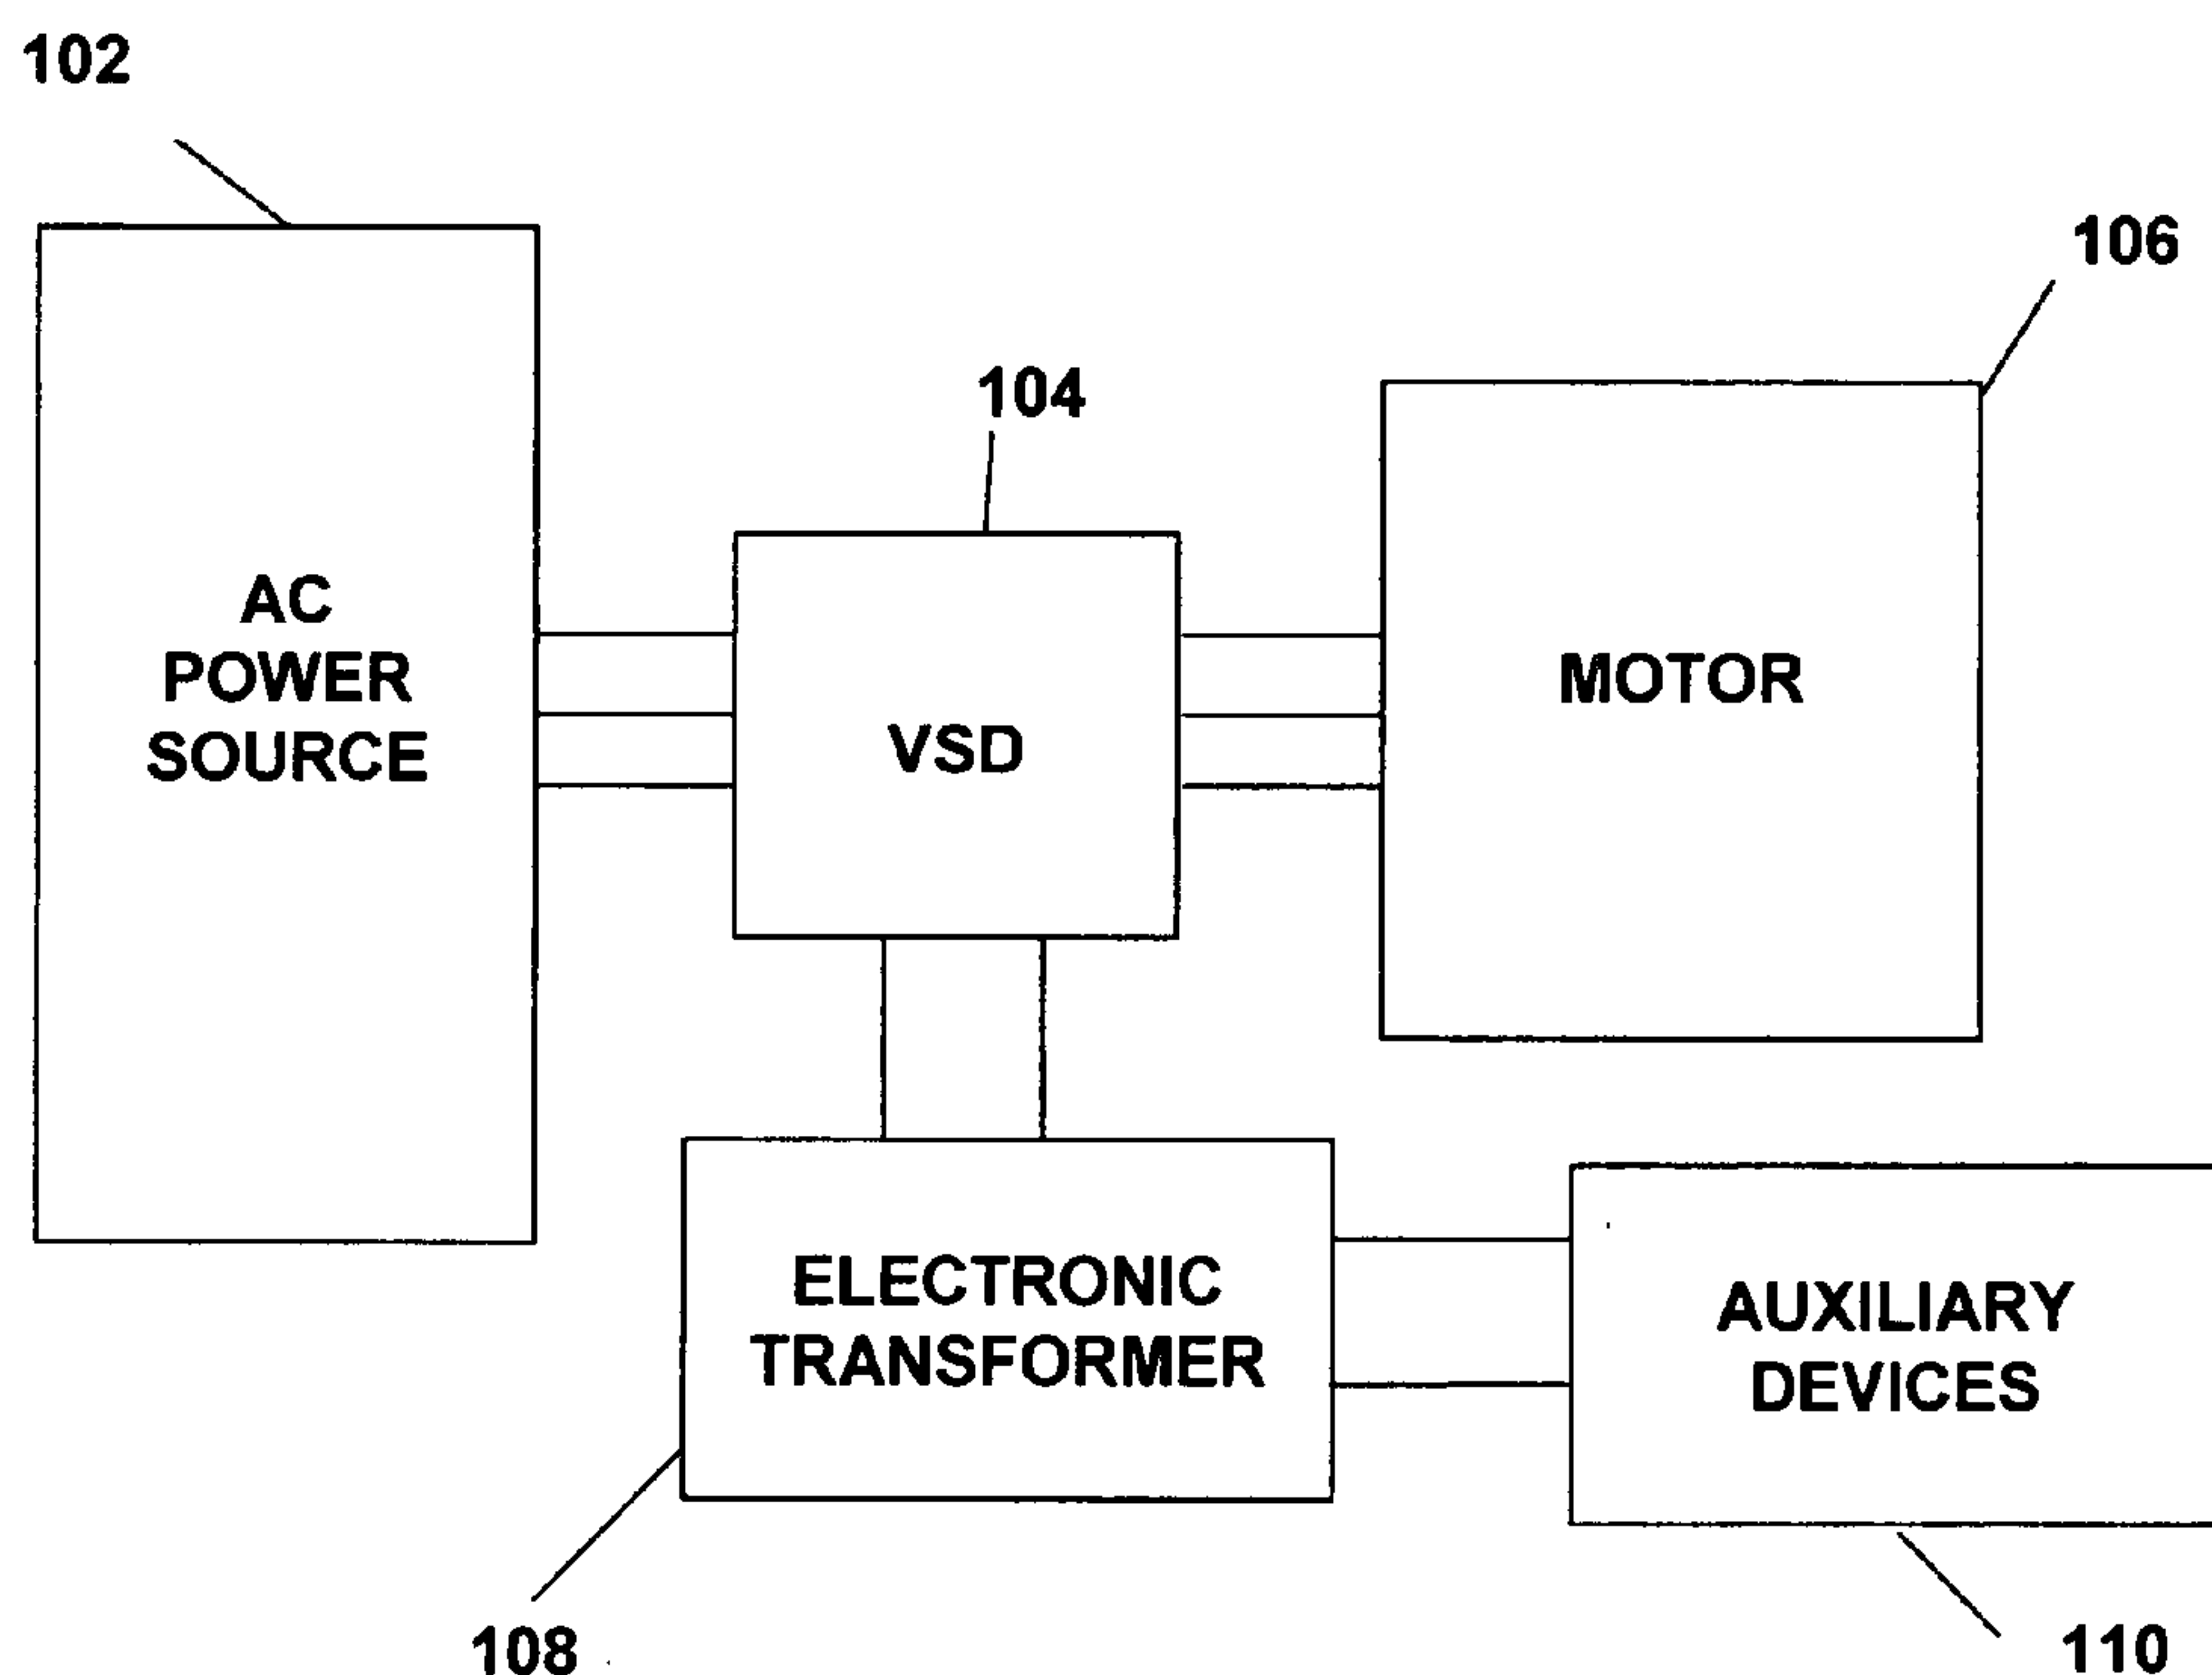 102
106
104
AC
POWER
SOURCE
VSD
MOTOR
ELECTRONIC
TRANSFORMER
AUXILIARY
DEVICES
108
110